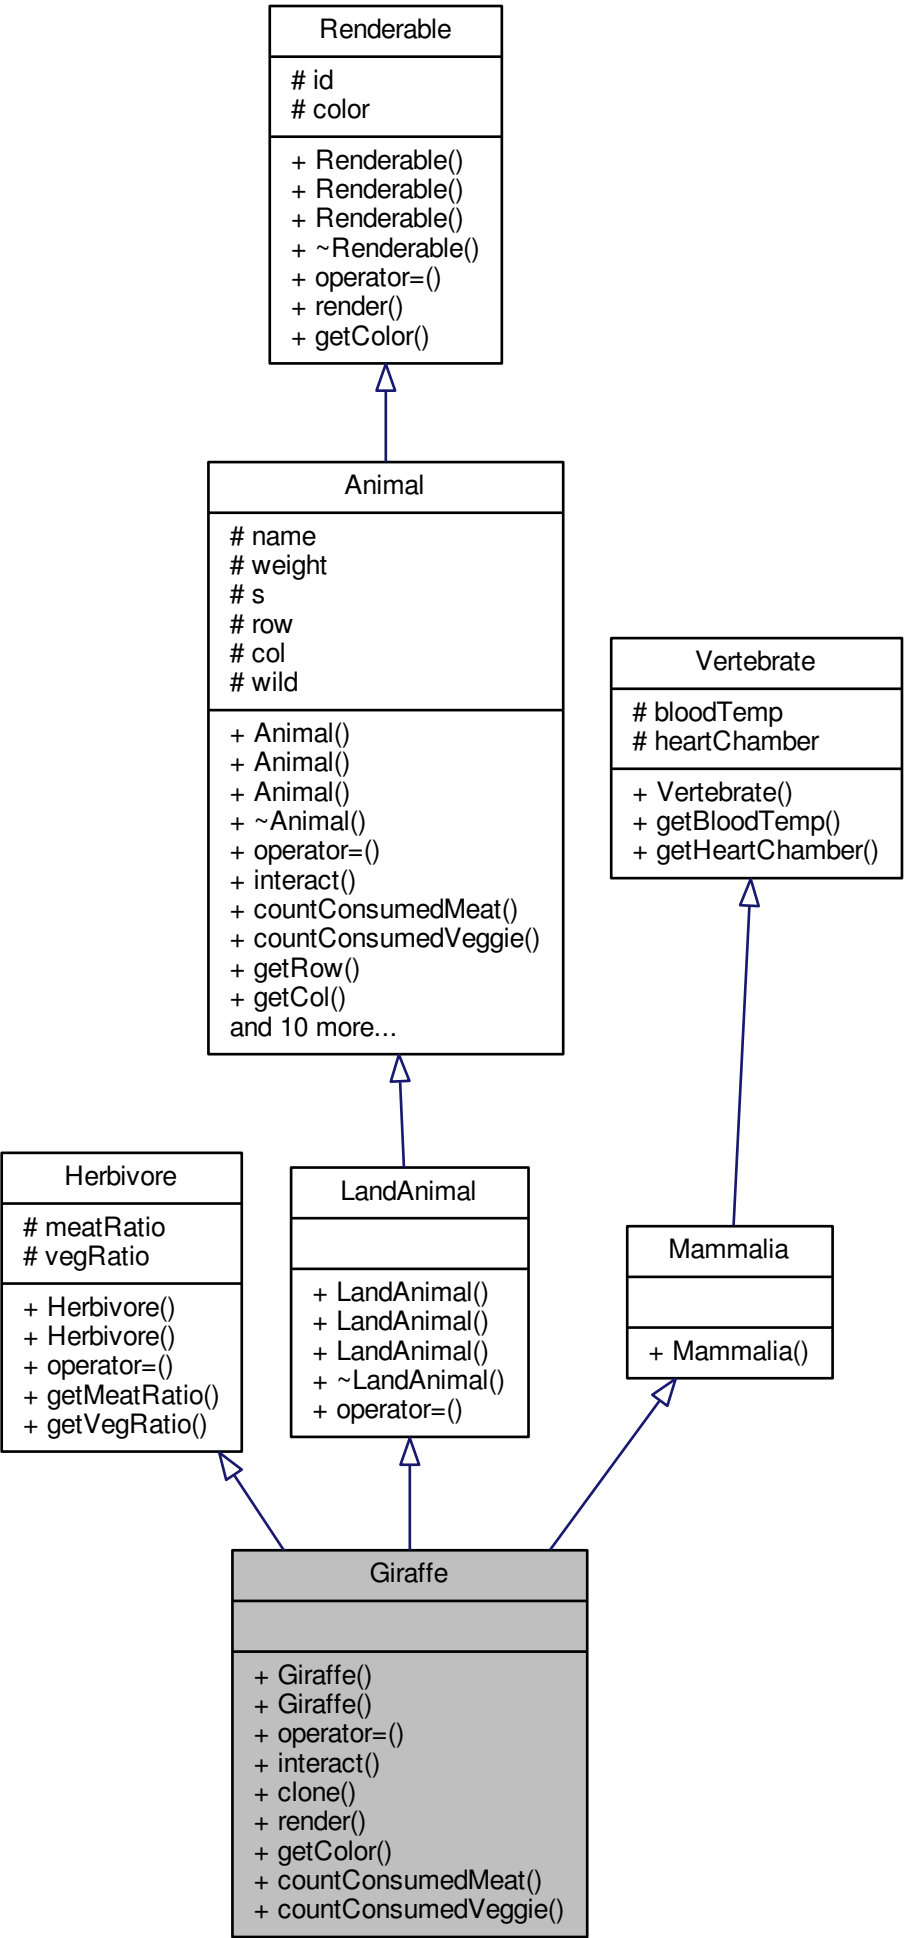 Renderable
# id
# color
+ Renderable()
+ Renderable()
+ Renderable()
+ ~Renderable()
+ operator=()
+ render()
+ getColor()
Animal
# name
# weight
# s
# row
# col
# wild
+ Animal()
+ Animal()
+ Animal()
+ ~Animal()
+ operator=()
+ interact()
+ countConsumedMeat()
+ countConsumedVeggie()
+ getRow()
+ getCol()
and 10 more...
Vertebrate
# bloodTemp
# heartChamber
+ Vertebrate()
+ getBloodTemp()
+ getHeartChamber()
Herbivore
# meatRatio
# vegRatio
+ Herbivore()
+ Herbivore()
+ operator=()
+ getMeatRatio()
+ getVegRatio()
LandAnimal
+ LandAnimal()
+ LandAnimal()
+ LandAnimal()
+ ~LandAnimal()
+ operator=()
Mammalia
+ Mammalia()
Giraffe
+ Giraffe()
+ Giraffe()
+ operator=()
+ interact()
+ clone()
+ render()
+ getColor()
+ countConsumedMeat()
+ countConsumedVeggie()